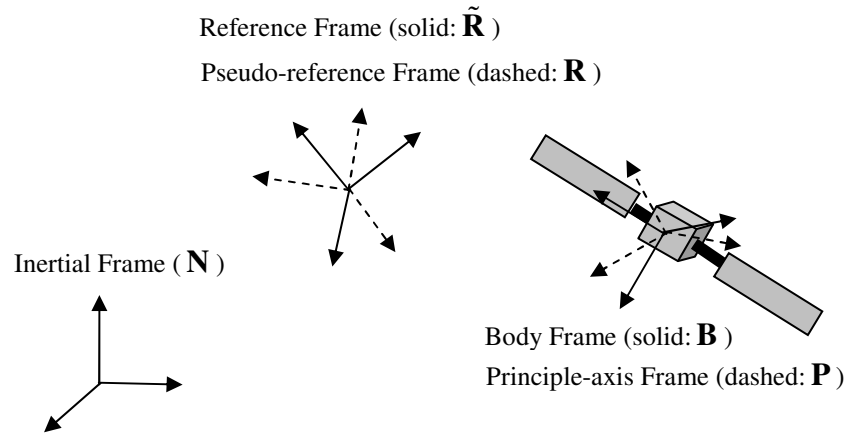 Reference Frame (solid: R̃ )
Pseudo-reference Frame (dashed: R )
Inertial Frame ( N )
Body Frame (solid: B )
Principle-axis Frame (dashed: P )